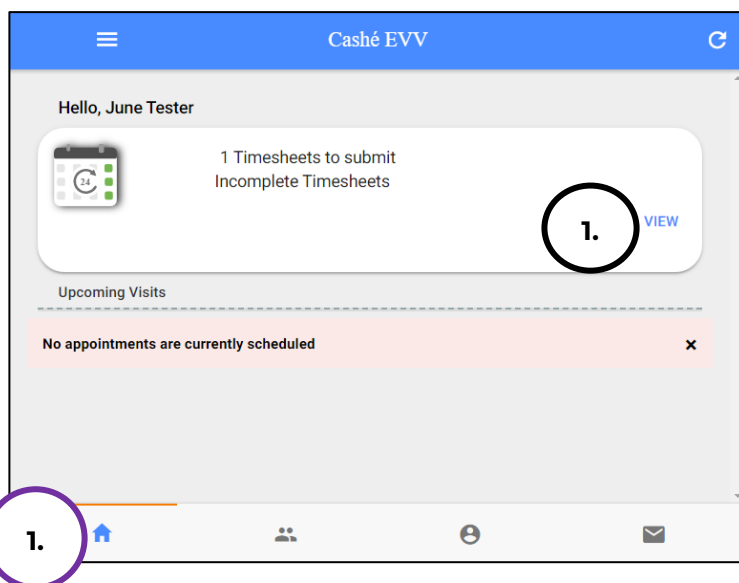 Cashé EVV
Hello, June Tester
24
1 Timesheets to submit
Incomplete Timesheets
1.
VIEW
Upcoming Visits
No appointments are currently scheduled
1.